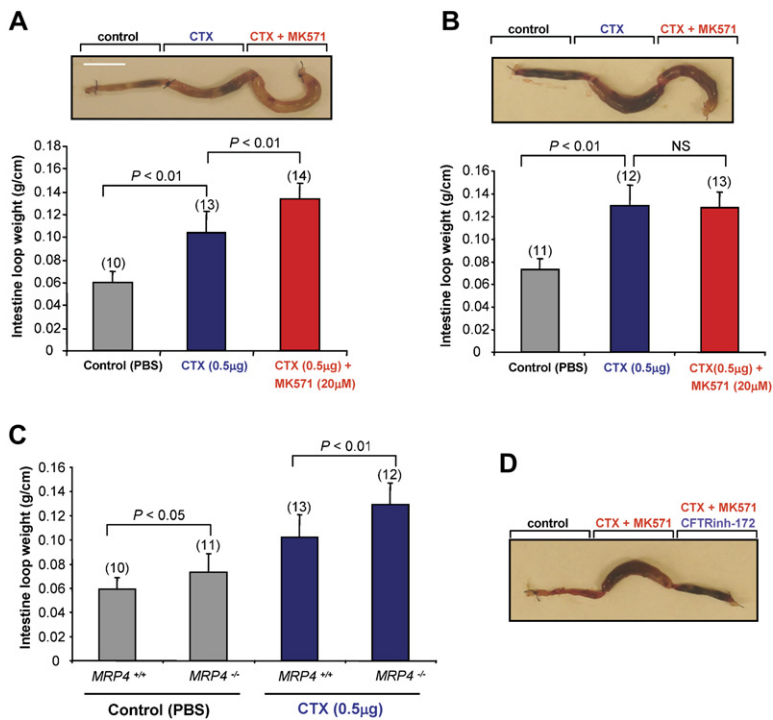 A
control CTX CTX + MK571
Intestine loop weight (g/cm)
0.18
0.16
0.14
0.12
0.10
0.08
0.06
0.04
0.02
0
P < 0.01
P < 0.01
(10)
(13)
(14)
Control (PBS) CTX (0.5µg) CTX (0.5µg) +
MK571 (20µM)
B
control CTX CTX + MK571
Intestine loop weight (g/cm)
0.16
0.14
0.12
0.10
0.08
0.06
0.04
0.02
0
P < 0.01 NS
(11)
(12)
(13)
Control (PBS) CTX (0.5µg) CTX(0.5µg) +
MK571 (20µM)
C
Intestine loop weight (g/cm)
0.18
0.16
0.14
0.12
0.10
0.08
0.06
0.04
0.02
0.00
P < 0.05
P < 0.01
(10)
(11)
(13)
(12)
MRP4 +/+ MRP4 -/- MRP4 +/+ MRP4 -/-
Control (PBS) CTX (0.5µg)
D
control CTX + MK571 CTX + MK571
CFTRinh-172